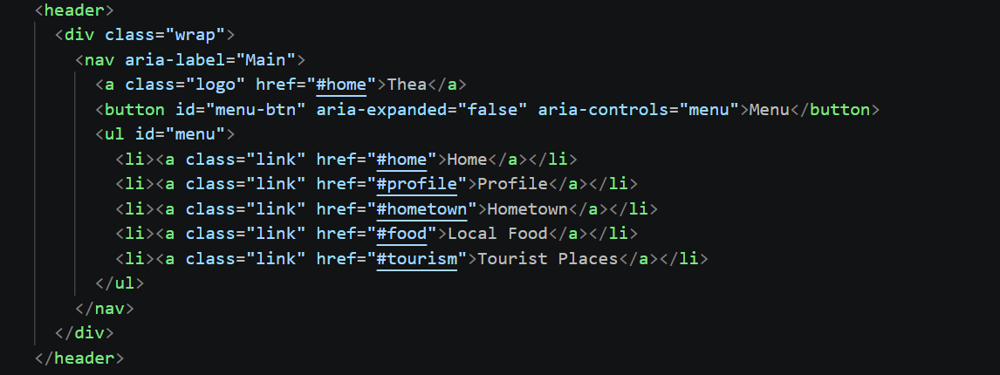 <header>
<div class="wrap">
<nav aria-label="Main">
<a class="logo" href="#home">Thea</a>
<button id="menu-btn" aria-expanded="false" aria-controls="menu">Menu</button>
<ul id="menu">
<li><a class="link" href="#home">Home</a></li>
<li><a class="link" href="#profile">Profile</a></li>
<li><a class="link" href="#hometown">Hometown</a></li>
<li><a class="link" href="#food">Local Food</a></li>
<li><a class="link" href="#tourism">Tourist Places</a></li>
</ul>
</nav>
</div>
</header>